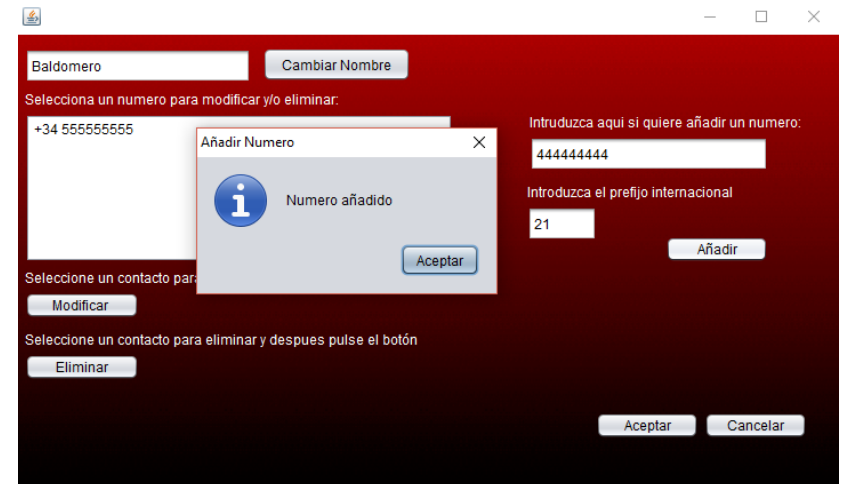 Baldomero
Cambiar Nombre
Selecciona un numero para modificar y/o eliminar:
+34 555555555
Intruduzca aqui si quiere añadir un numero:
444444444
Introduzca el prefijo internacional
21
Añadir
Añadir Numero
Numero añadido
Aceptar
Seleccione un contacto para
Modificar
Seleccione un contacto para eliminar y despues pulse el botón
Eliminar
Aceptar
Cancelar